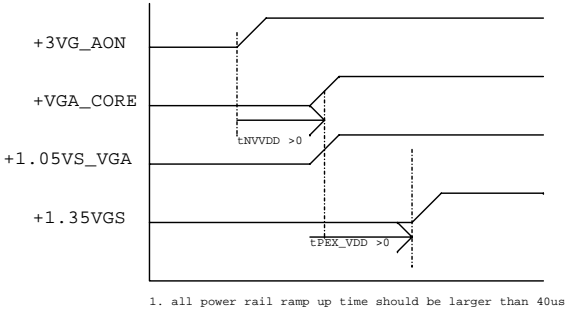 +3VG_AON
+VGA_CORE
tNVVDD >0
+1.05VS_VGA
+1.35VGS
tPEX_VDD >0
1. all power rail ramp up time should be larger than 40us